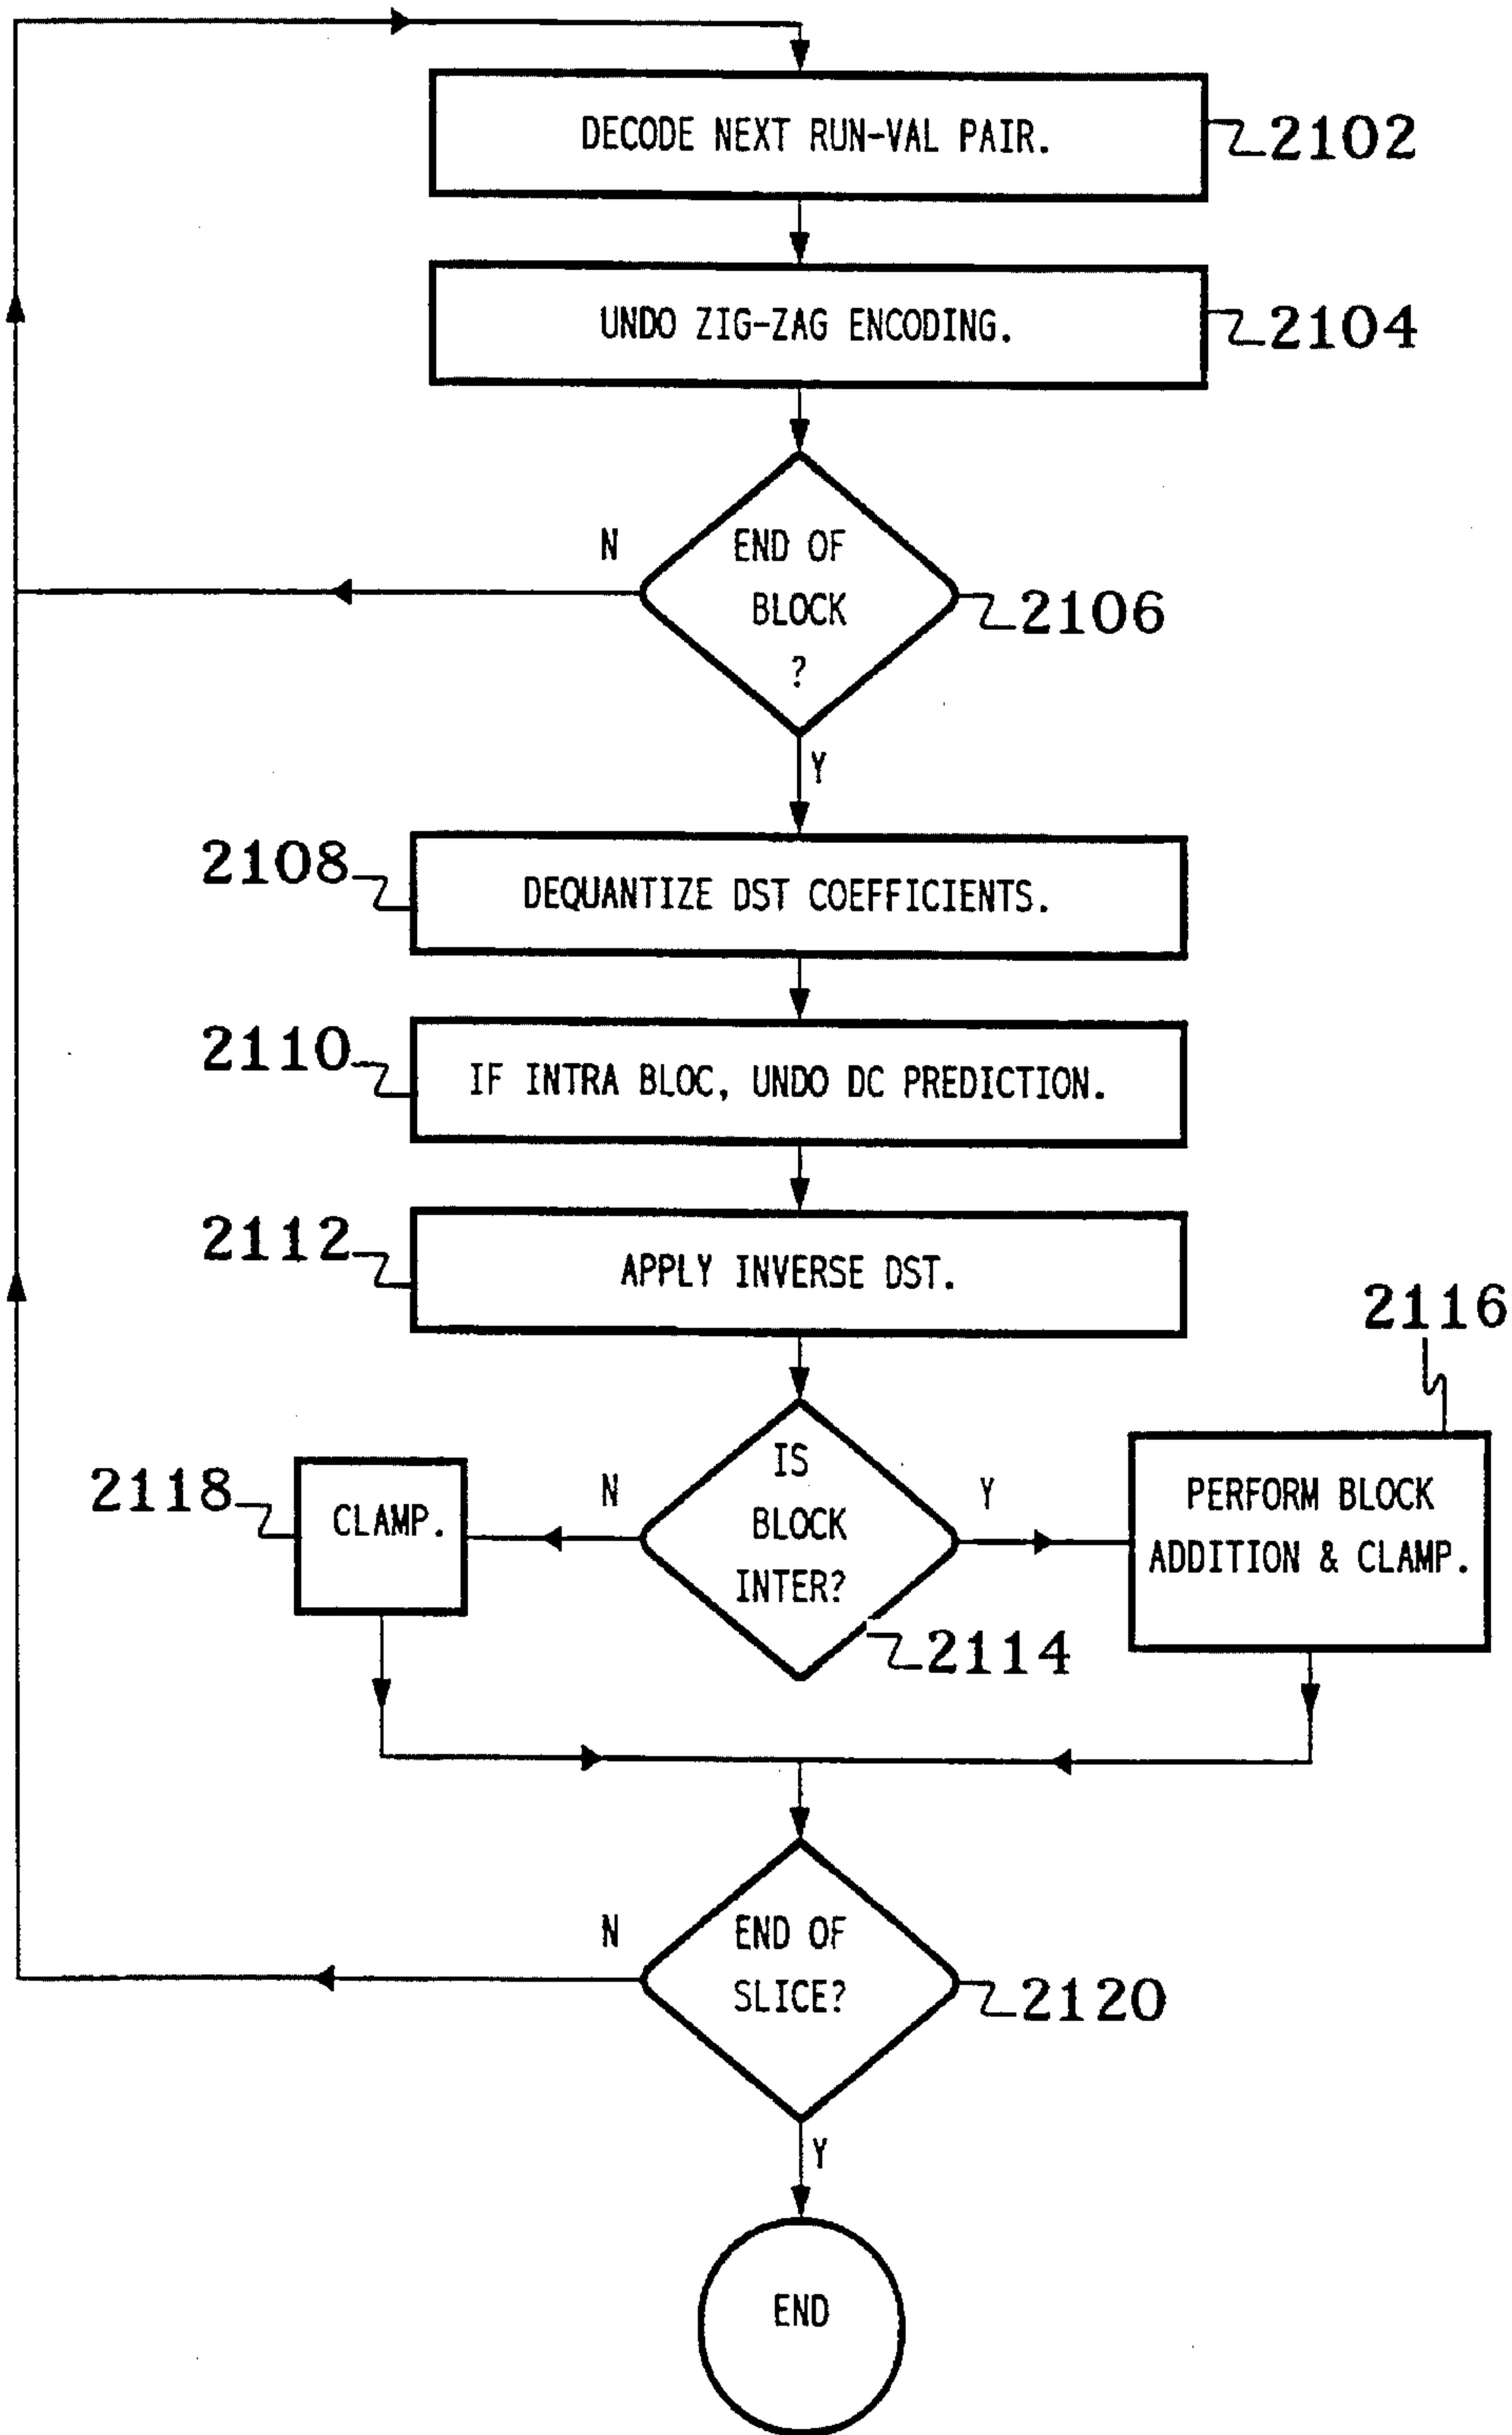 DECODE NEXT RUN-VAL PAIR.
2102
UNDO ZIG-ZAG ENCODING.
2104
N
END OF
BLOCK
?
2106
Y
2108
DEQUANTIZE DST COEFFICIENTS.
2110
IF INTRA BLOC, UNDO DC PREDICTION.
2112
APPLY INVERSE DST.
2116
2118
CLAMP.
N
IS
BLOCK
INTER?
Y
PERFORM BLOCK
ADDITION & CLAMP.
2114
N
END OF
SLICE?
2120
Y
END